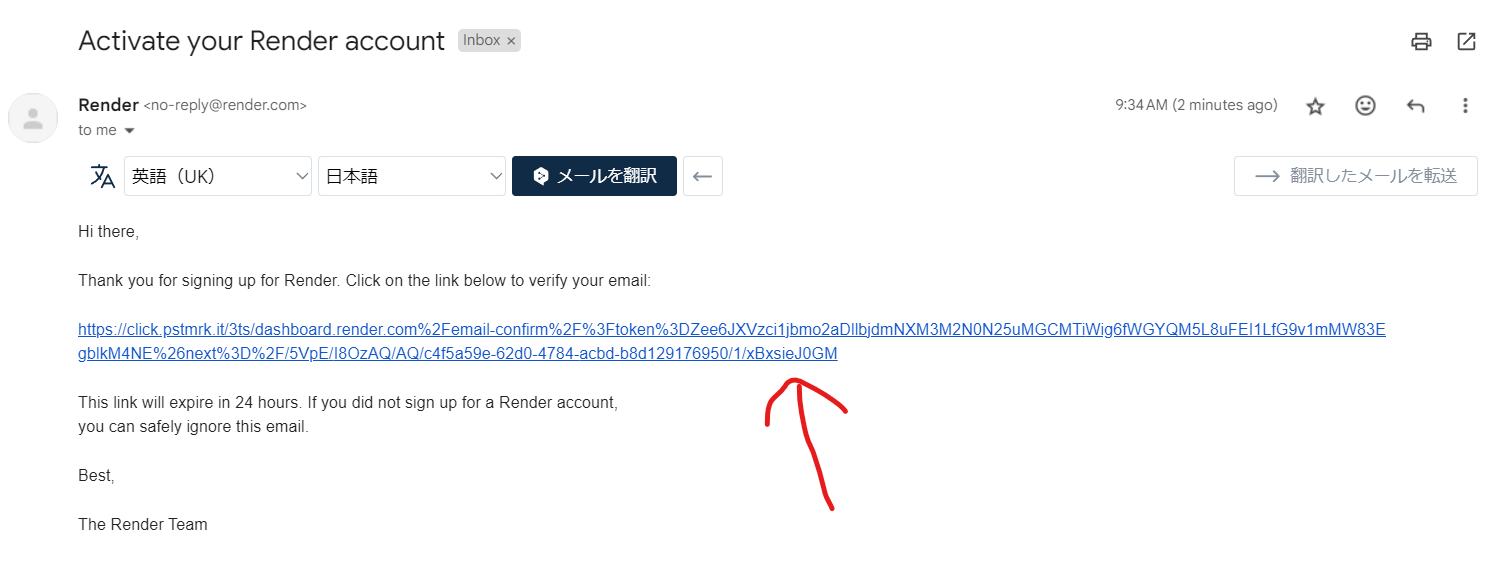 Activate your Render account Inbox ×
Render <no-reply@render.com> 9:34 AM (2 minutes ago)
to me
英語（UK） 日本語 メールを翻訳 翻訳したメールを転送
Hi there,
Thank you for signing up for Render. Click on the link below to verify your email:
https://click.pstmrk.it/3ts/dashboard.render.com%2Femail-confirm%2F%3Ftoken%3DZee6JXVzci1jbmo2aDllbjdmNXM3M2N0N25uMGCMTiWig6fWGYQM5L8uFEI1LfG9v1mMW83E
gblkM4NE%26next%3D%2F/5VpE/I8OzAQ/AQ/c4f5a59e-62d0-4784-acbd-b8d129176950/1/xBxsieJ0GM
This link will expire in 24 hours. If you did not sign up for a Render account,
you can safely ignore this email.
Best,
The Render Team